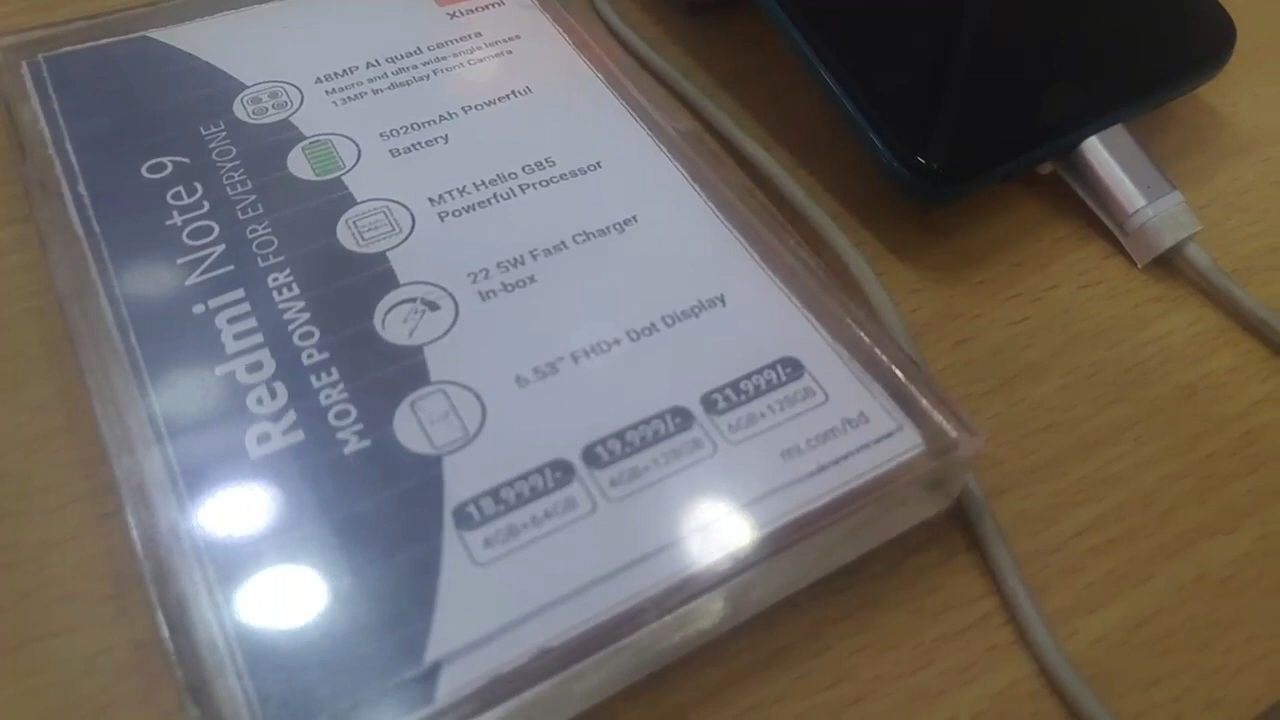 Xiaomi
Redmi Note 9
MORE POWER FOR EVERYONE
48MP AI quad camera
Macro and ultra wide-angle lenses
13MP In-display Front Camera
5020mAh Powerful
Battery
MTK Helio G85
Powerful Processor
22.5W Fast Charger
In-box
6.53" FHD+ Dot Display
18,999/-
4GB+64GB
19,999/-
4GB+128GB
21,999/-
6GB+128GB
mi.com/bd